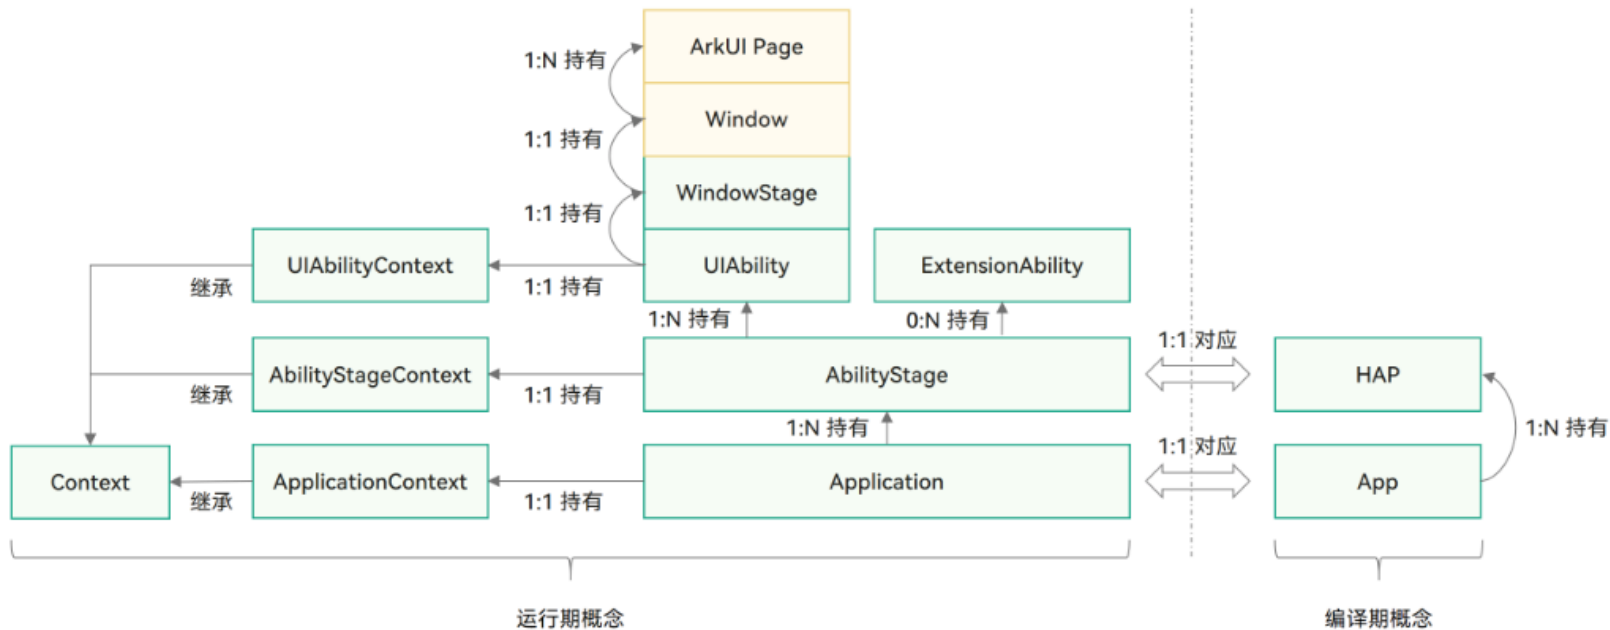 ArkUI Page
1:N 持有
Window
1:1 持有
WindowStage
1:1 持有
UIAbilityContext
UIAbility
ExtensionAbility
继承
1:1 持有
1:N 持有
0:N 持有
1:1 对应
AbilityStageContext
AbilityStage
HAP
继承
1:1 持有
1:N 持有
1:N 持有
1:1 对应
Context
ApplicationContext
Application
App
继承
1:1 持有
运行期概念
编译期概念